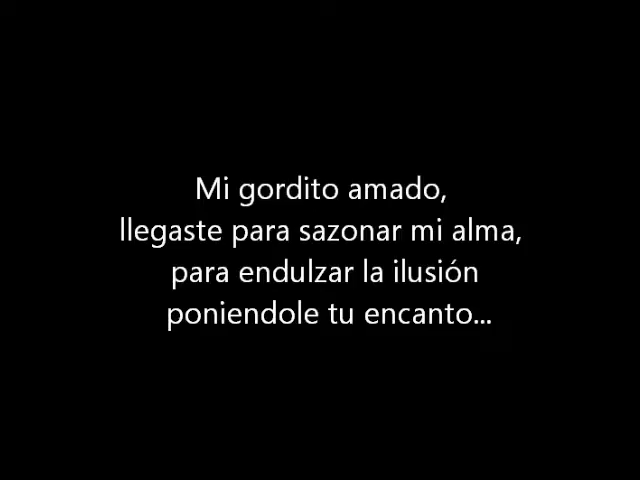 Mi gordito amado,
llegaste para sazonar mi alma,
para endulzar la ilusión
poniendole tu encanto...